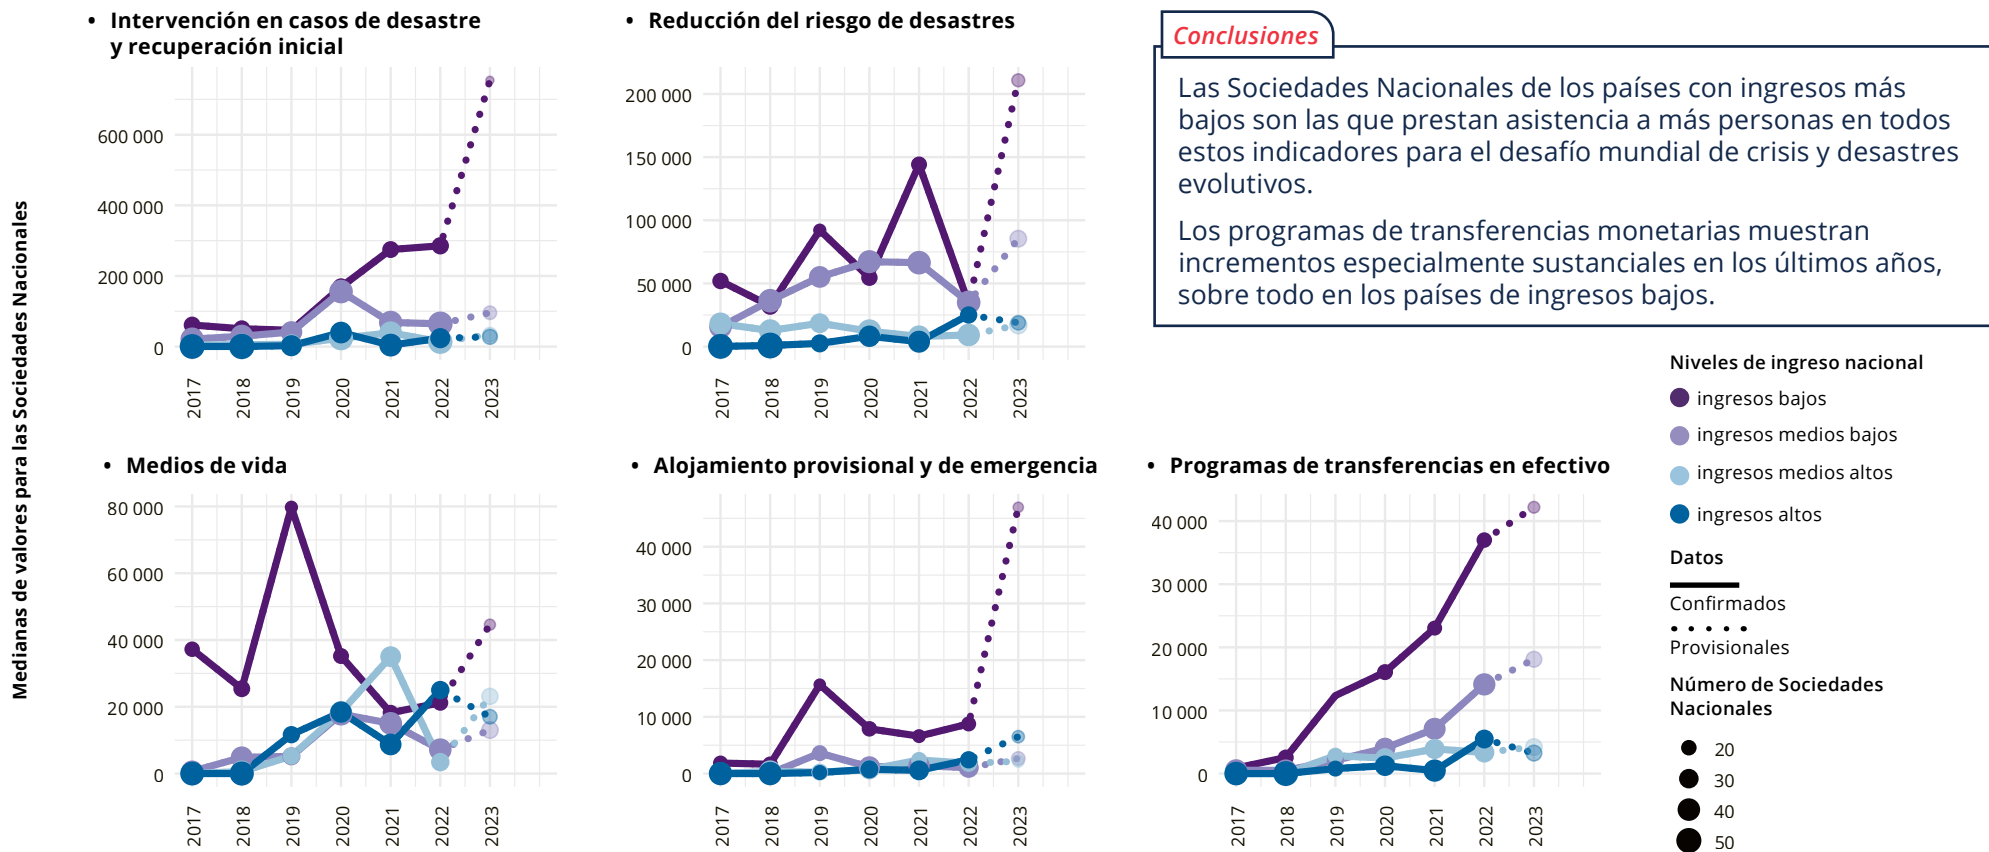 Medianas de valores para las Sociedades Nacionales
• Intervención en casos de desastre
y recuperación inicial
600 000
400 000
200 000
0
2017
2018
2019
2020
2021
2022
2023
• Reducción del riesgo de desastres
200 000
150 000
100 000
50 000
0
2017
2018
2019
2020
2021
2022
2023
Conclusiones
Las Sociedades Nacionales de los países con ingresos más
bajos son las que prestan asistencia a más personas en todos
estos indicadores para el desafío mundial de crisis y desastres
evolutivos.
Los programas de transferencias monetarias muestran
incrementos especialmente sustanciales en los últimos años,
sobre todo en los países de ingresos bajos.
• Medios de vida
80 000
60 000
40 000
20 000
0
2017
2018
2019
2020
2021
2022
2023
• Alojamiento provisional y de emergencia
40 000
30 000
20 000
10 000
0
2017
2018
2019
2020
2021
2022
2023
• Programas de transferencias en efectivo
40 000
30 000
20 000
10 000
0
2017
2018
2019
2020
2021
2022
2023
Niveles de ingreso nacional
ingresos bajos
ingresos medios bajos
ingresos medios altos
ingresos altos
Datos
Confirmados
Provisionales
Número de Sociedades
Nacionales
20
30
40
50